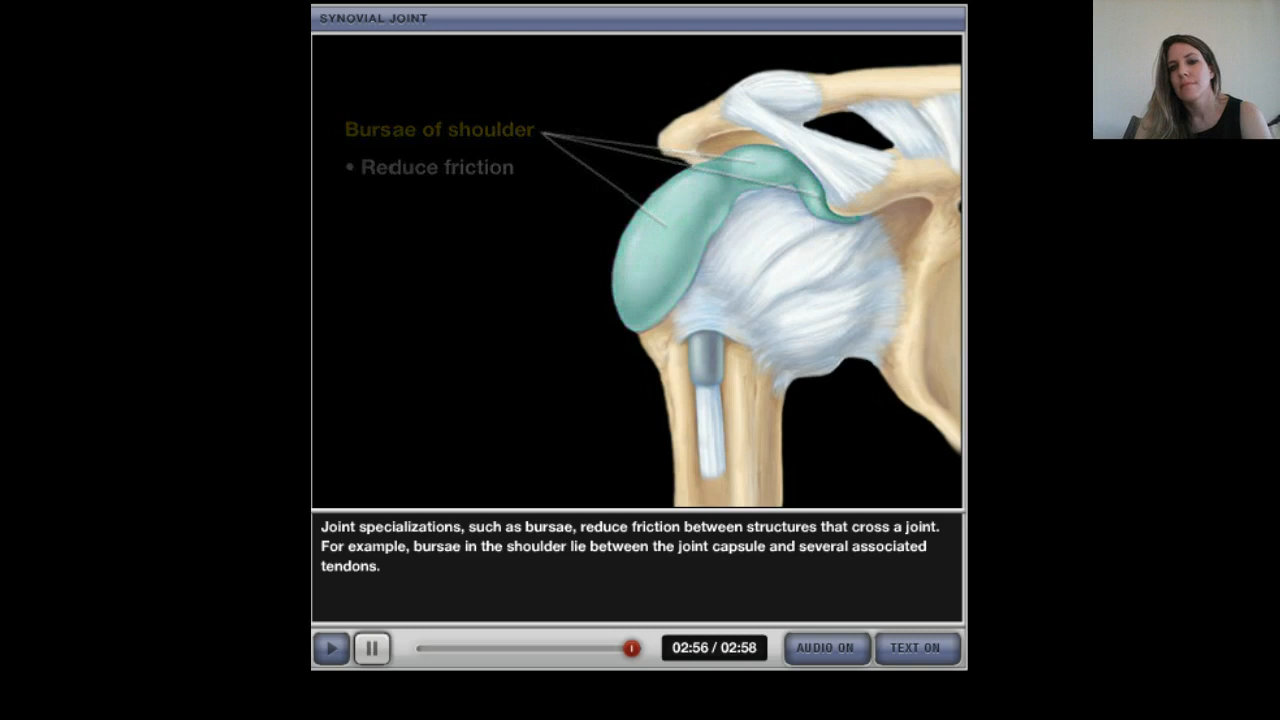 SYNOVIAL JOINT
Bursae of shoulder
• Reduce friction
Joint specializations, such as bursae, reduce friction between structures that cross a joint.
For example, bursae in the shoulder lie between the joint capsule and several associated
tendons.
02:56 / 02:58
AUDIO ON
TEXT ON